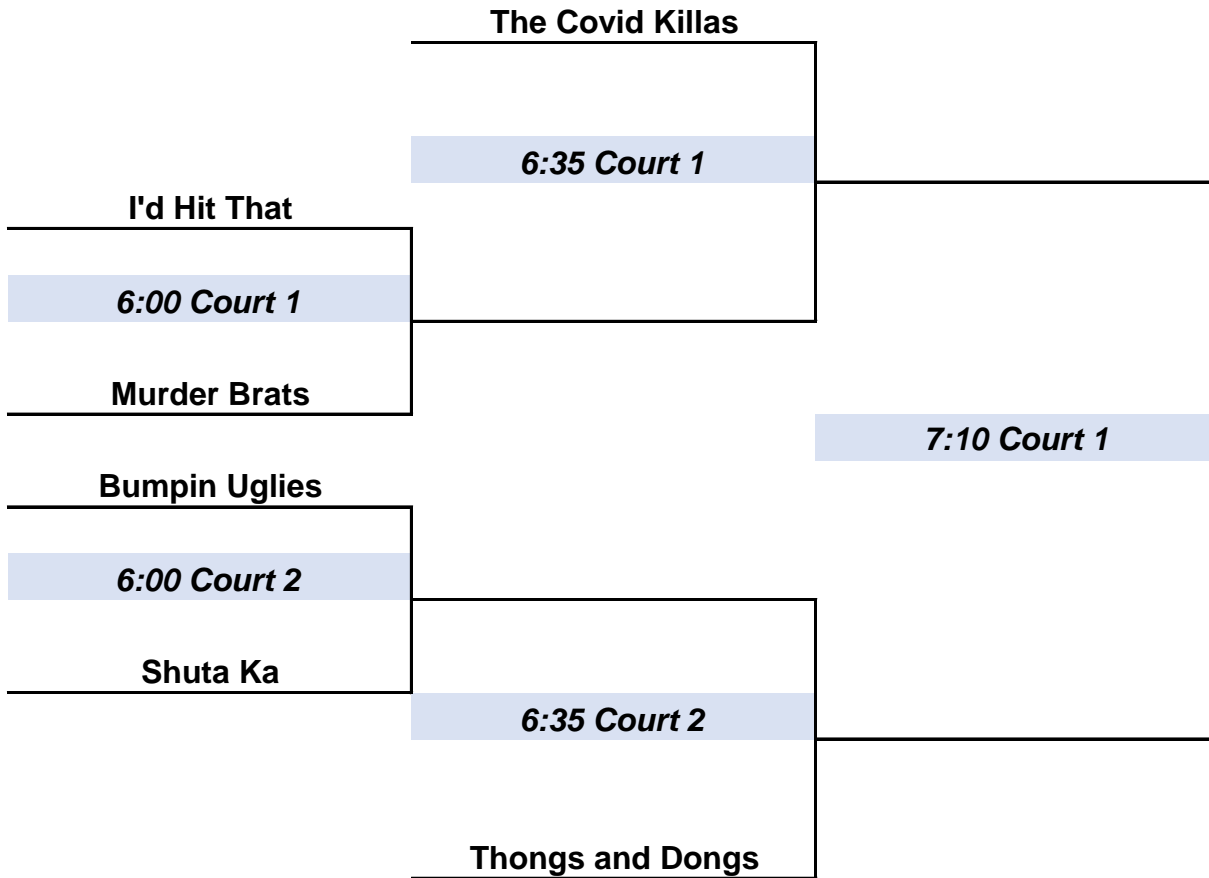 The Covid Killas
6:35 Court 1
I'd Hit That
6:00 Court 1
Murder Brats
7:10 Court 1
Bumpin Uglies
6:00 Court 2
Shuta Ka
6:35 Court 2
Thongs and Dongs